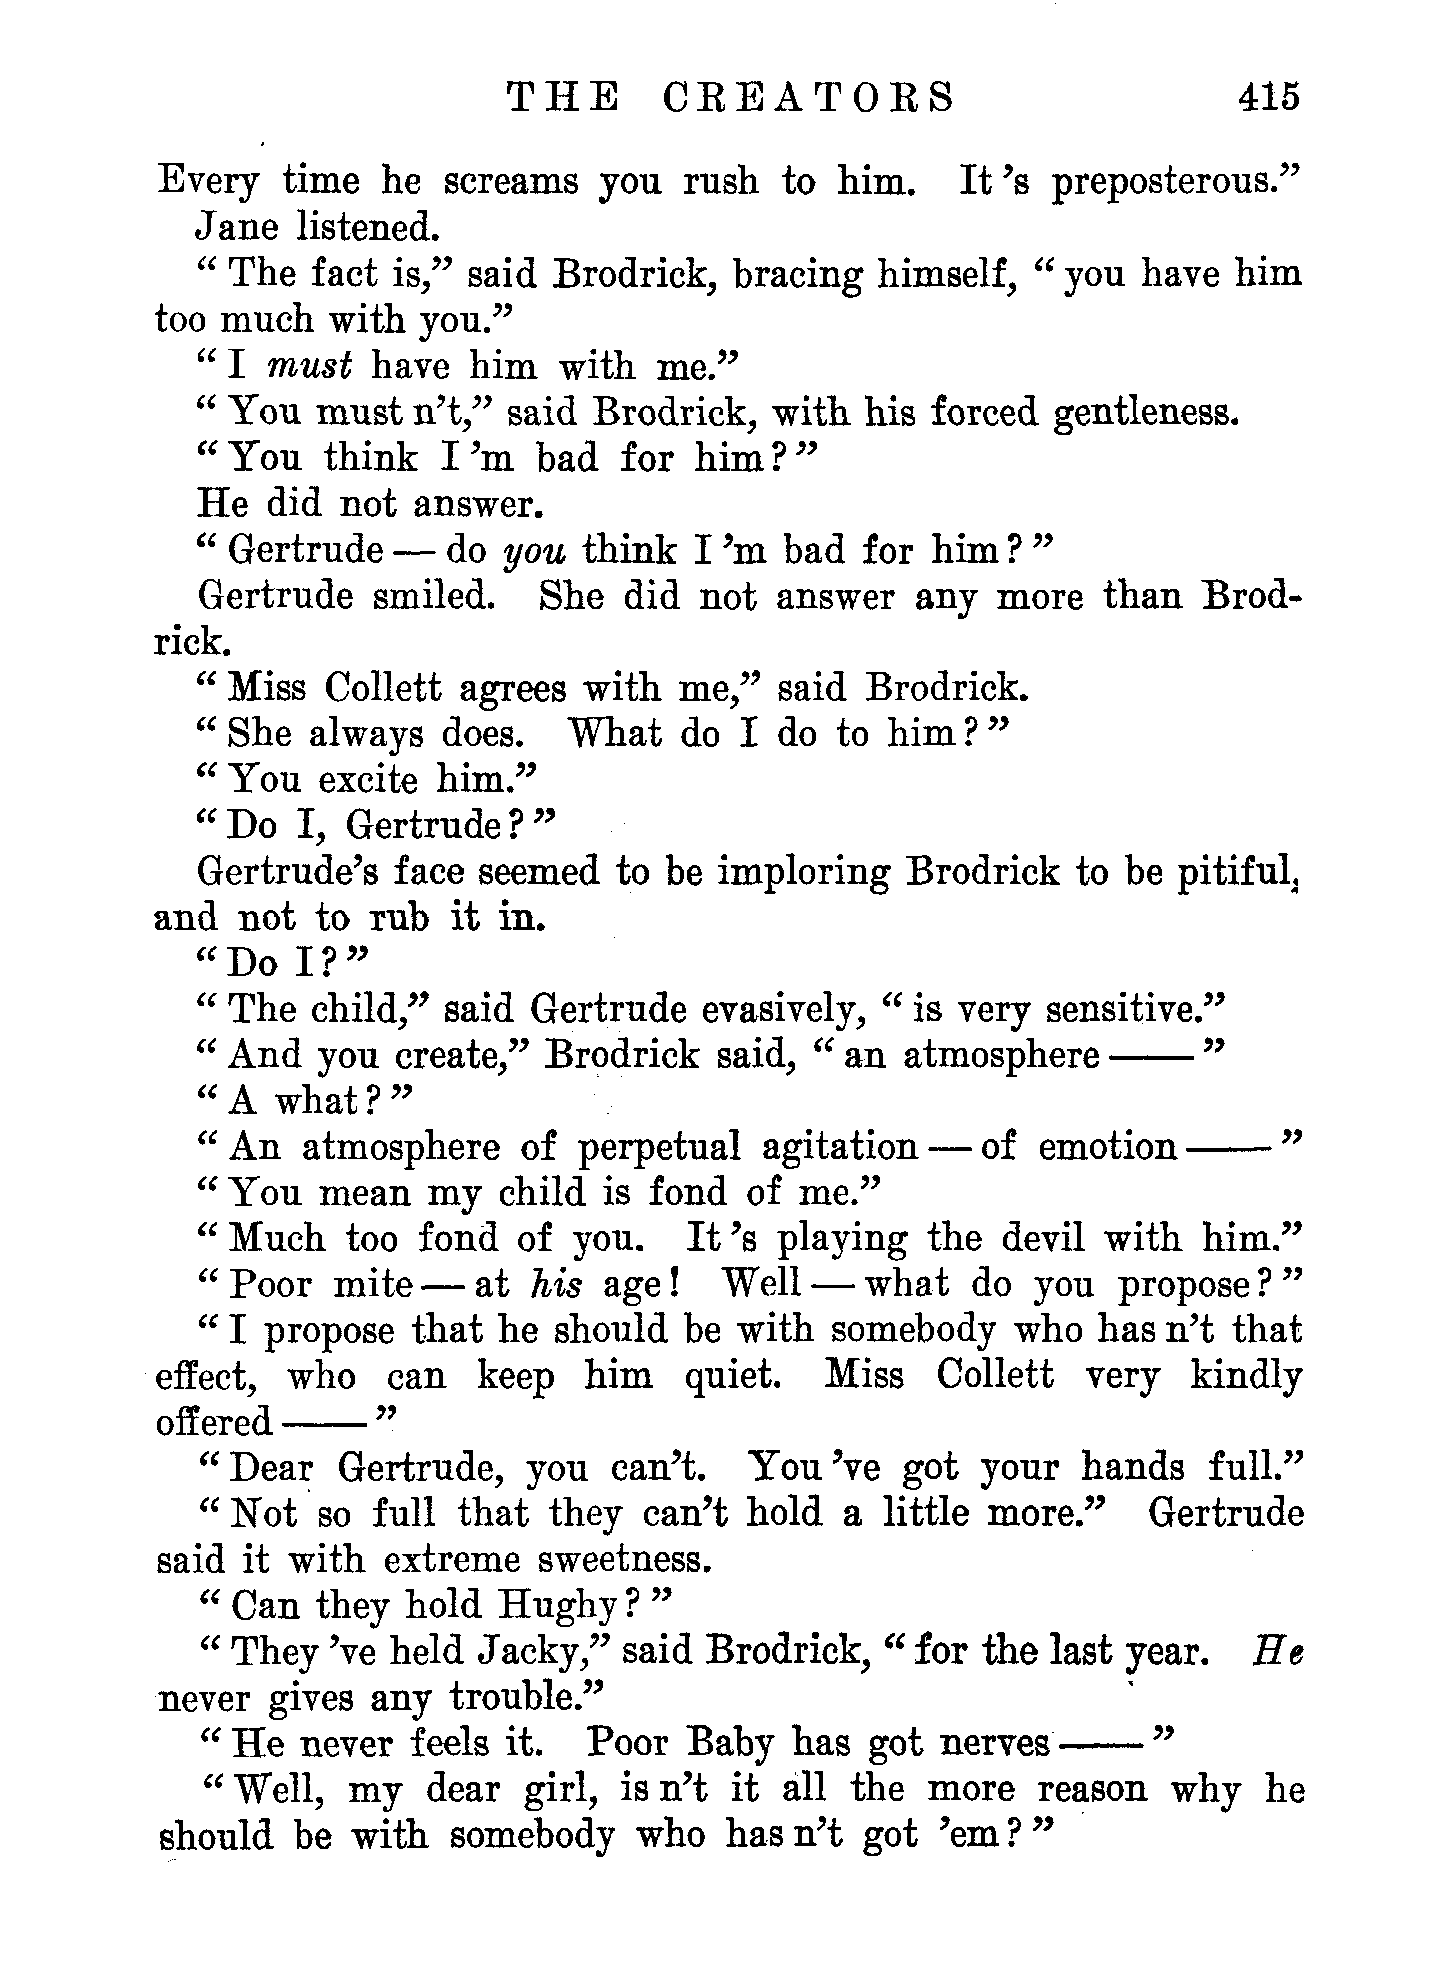 THE CREATORS 415
Every time he screams you rush to him. It's preposterous."
Jane listened.
"The fact is," said Brodrick, bracing himself, "you have him
too much with you."
"I must have him with me."
"You must n't," said Brodrick, with his forced gentleness.
"You think I'm bad for him?"
He did not answer.
"Gertrude — do you think I'm bad for him?"
Gertrude smiled. She did not answer any more than Brod-
rick.
"Miss Collett agrees with me," said Brodrick.
"She always does. What do I do to him?"
"You excite him."
"Do I, Gertrude?"
Gertrude's face seemed to be imploring Brodrick to be pitiful,
and not to rub it in.
"Do I?"
"The child," said Gertrude evasively, "is very sensitive."
"And you create," Brodrick said, "an atmosphere ——"
"A what?"
"An atmosphere of perpetual agitation — of emotion ——"
"You mean my child is fond of me."
"Much too fond of you. It's playing the devil with him."
"Poor mite — at his age! Well — what do you propose?"
"I propose that he should be with somebody who has n't that
effect, who can keep him quiet. Miss Collett very kindly
offered ——"
"Dear Gertrude, you can't. You 've got your hands full."
"Not so full that they can't hold a little more." Gertrude
said it with extreme sweetness.
"Can they hold Hughy?"
"They 've held Jacky," said Brodrick, "for the last year. He
never gives any trouble."
"He never feels it. Poor Baby has got nerves ——"
"Well, my dear girl, is n't it all the more reason why he
should be with somebody who has n't got 'em?"